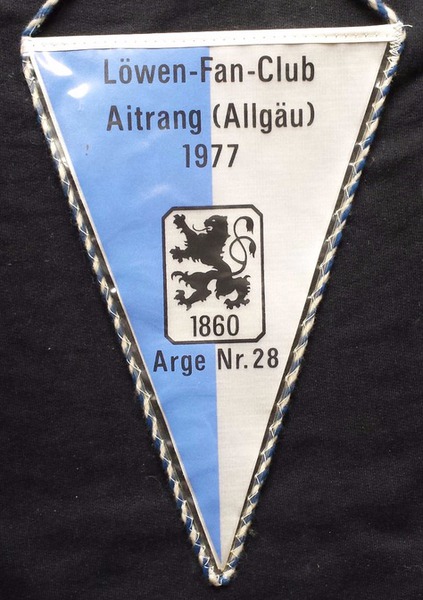 Löwen-Fan-Club
Aitrang (Allgäu)
1977
1860
Arge Nr.28